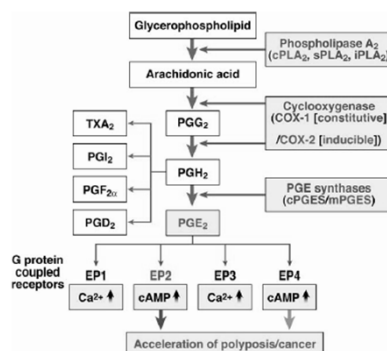 Glycerophospholipid
Phospholipase A₂
(cPLA₂, sPLA₂, iPLA₂)
Arachidonic acid
Cyclooxygenase
(COX-1 [constitutive]
/COX-2 [inducible])
PGG₂
TXA₂
PGI₂
PGH₂
PGF₂α
PGE synthases
(cPGES/mPGES)
PGD₂
PGE₂
G protein
coupled
receptors
EP1 EP2 EP3 EP4
Ca²⁺ cAMP Ca²⁺ cAMP
Acceleration of polyposis/cancer